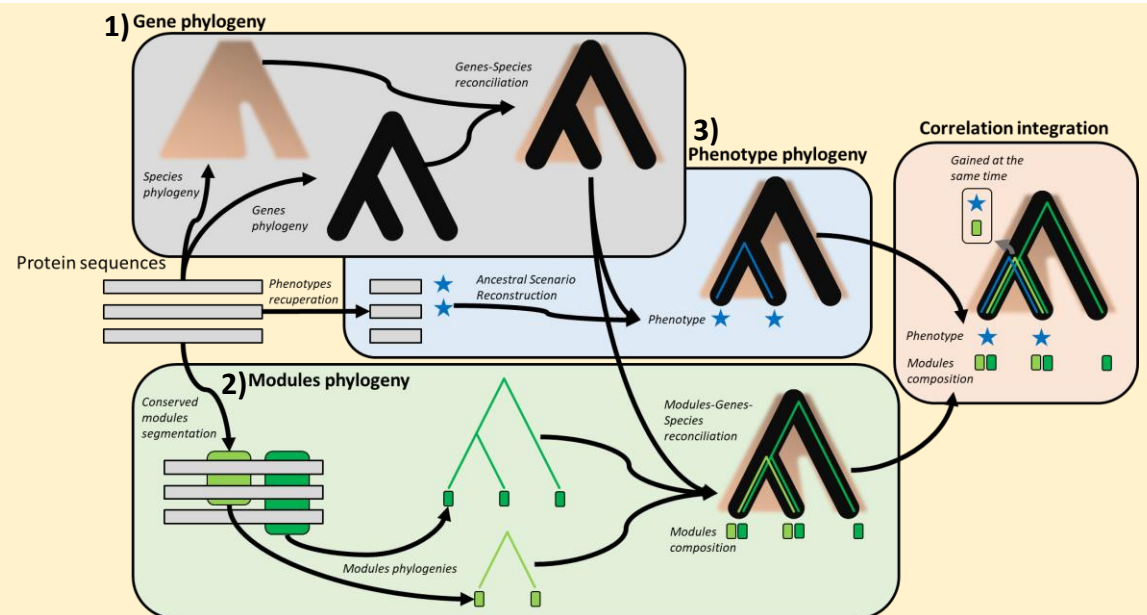 1) Gene phylogeny
Genes-Species
reconciliation
Species
phylogeny
Genes
phylogeny
Protein sequences
3)
Phenotype phylogeny
Phenotypes
recuperation
Ancestral Scenario
Reconstruction
Phenotype
2) Modules phylogeny
Conserved
modules
segmentation
Modules phylogenies
Modules-Genes-
Species
reconciliation
Modules
composition
Correlation integration
Gained at the
same time
Phenotype
Modules
composition